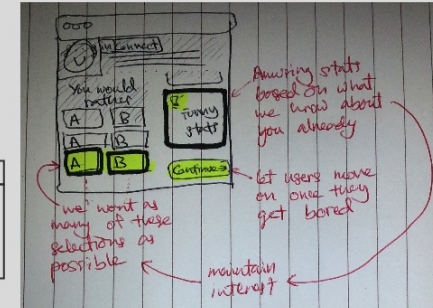 Connect
You would
rather
A B
A B
A B
Funny
stats
Continue →
Amusing stats
based on what
we know about
you already
let users move
on once they
get bored
we want as
many of these
selections as
possible
maintain
interest